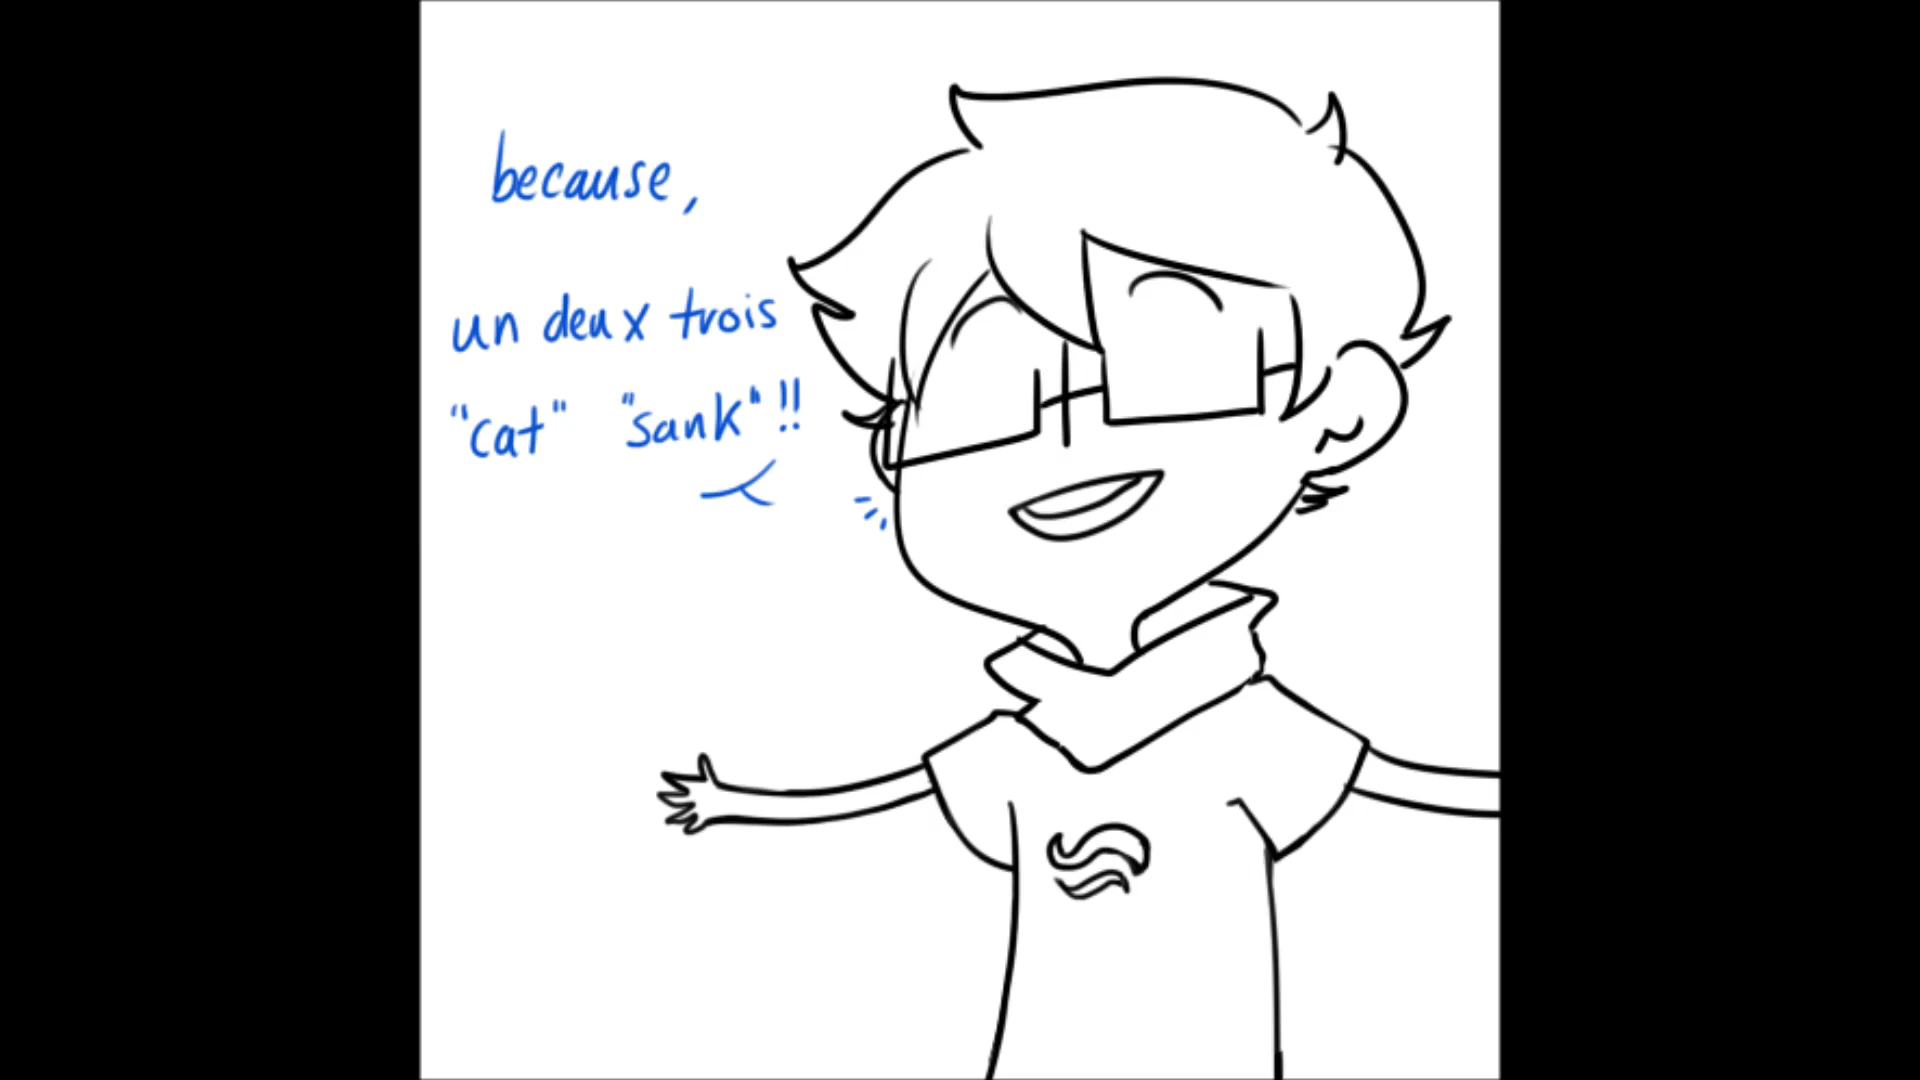 because,
un deux trois
"cat" "sank"!!